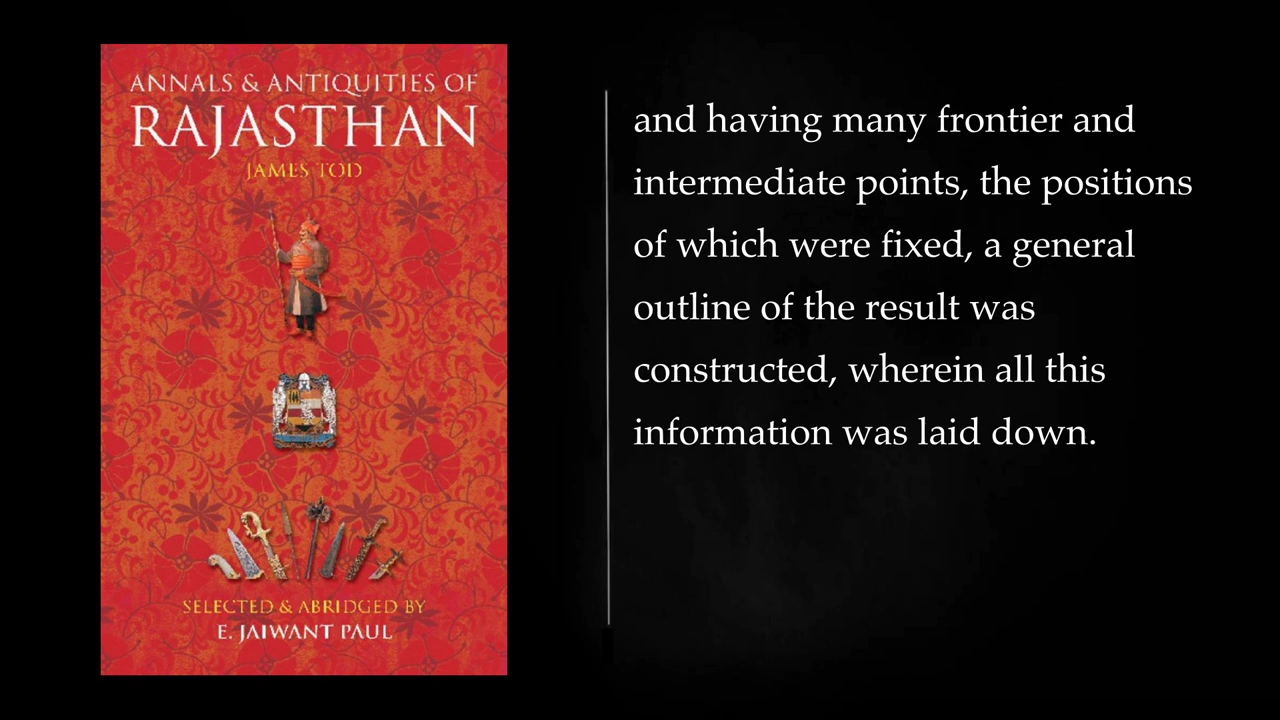 ANNALS & ANTIQUITIES OF
RAJASTHAN
JAMES TOD
SELECTED & ABRIDGED BY
E. JAIWANT PAUL
and having many frontier and
intermediate points, the positions
of which were fixed, a general
outline of the result was
constructed, wherein all this
information was laid down.